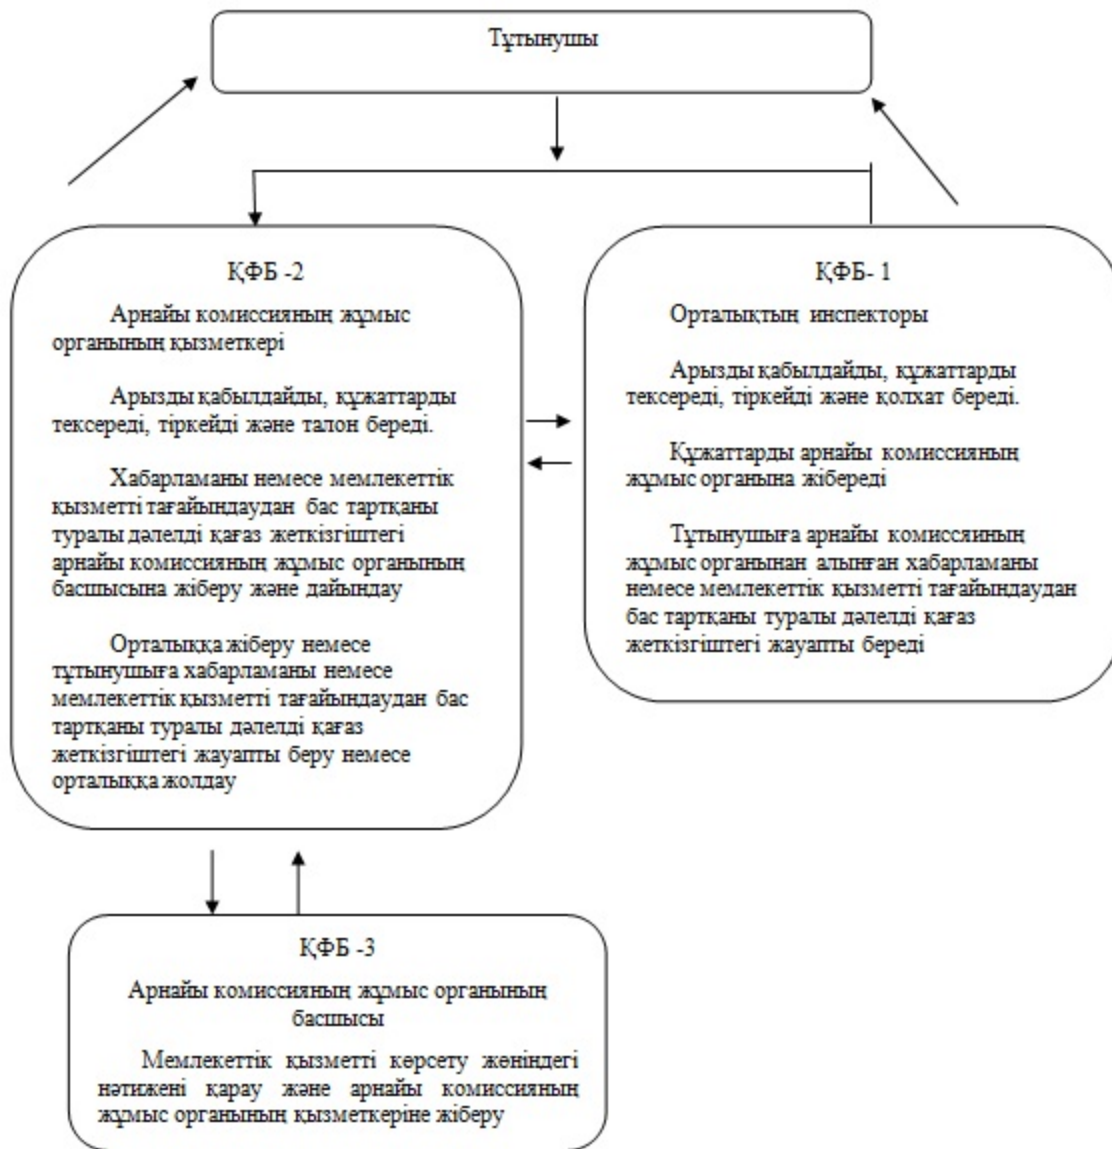 Тұтынушы
ҚФБ -2
Арнайы комиссияның жұмыс
органының қызметкері
Арызды қабылдайды, құжаттарды
тексереді, тіркейді және талон береді.
Хабарламаны немесе мемлекеттік
қызметті тағайындаудан бас тартқаны
туралы дәлелді қағаз жеткізгіштегі
арнайы комиссияның жұмыс органының
басшысына жіберу және дайындау
Орталыққа жіберу немесе
тұтынушыға хабарламаны немесе
мемлекеттік қызметті тағайындаудан бас
тартқаны туралы дәлелді қағаз
жеткізгіштегі жауапты беру немесе
орталыққа жолдау
ҚФБ- 1
Орталықтың инспекторы
Арызды қабылдайды, құжаттарды
тексереді, тіркейді және қолхат береді.
Құжаттарды арнайы комиссияның
жұмыс органына жібереді
Тұтынушыға арнайы комиссяиның
жұмыс органынан алынған хабарламаны
немесе мемлекеттік қызметті тағайындаудан
бас тартқаны туралы дәлелді қағаз
жеткізгіштегі жауапты береді
ҚФБ -3
Арнайы комиссияның жұмыс органының
басшысы
Мемлекеттік қызметті көрсету жөніндегі
нәтижені қарау және арнайы комиссияның
жұмыс органының қызметкеріне жіберу